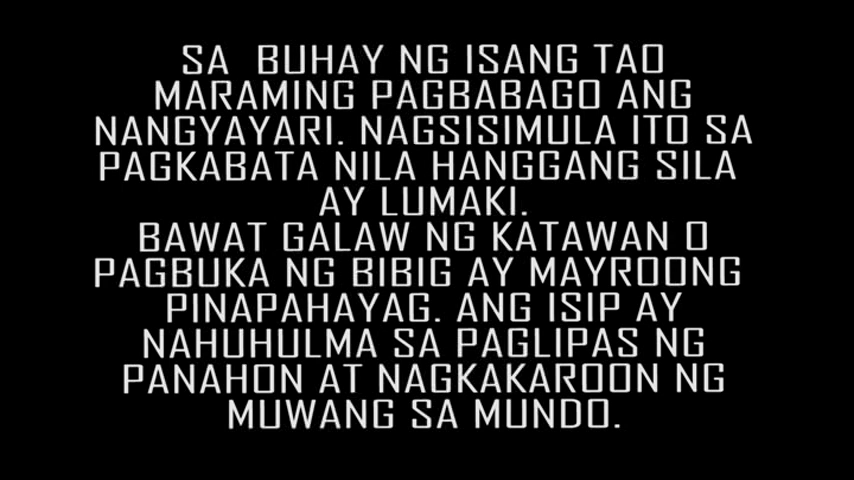 SA BUHAY NG ISANG TAO
MARAMING PAGBABAGO ANG
NANGYAYARI. NAGSISIMULA ITO SA
PAGKABATA NILA HANGGANG SILA
AY LUMAKI.
BAWAT GALAW NG KATAWAN O
PAGBUKA NG BIBIG AY MAYROONG
PINAPAHAYAG. ANG ISIP AY
NAHUHULMA SA PAGLIPAS NG
PANAHON AT NAGKAKAROON NG
MUWANG SA MUNDO.